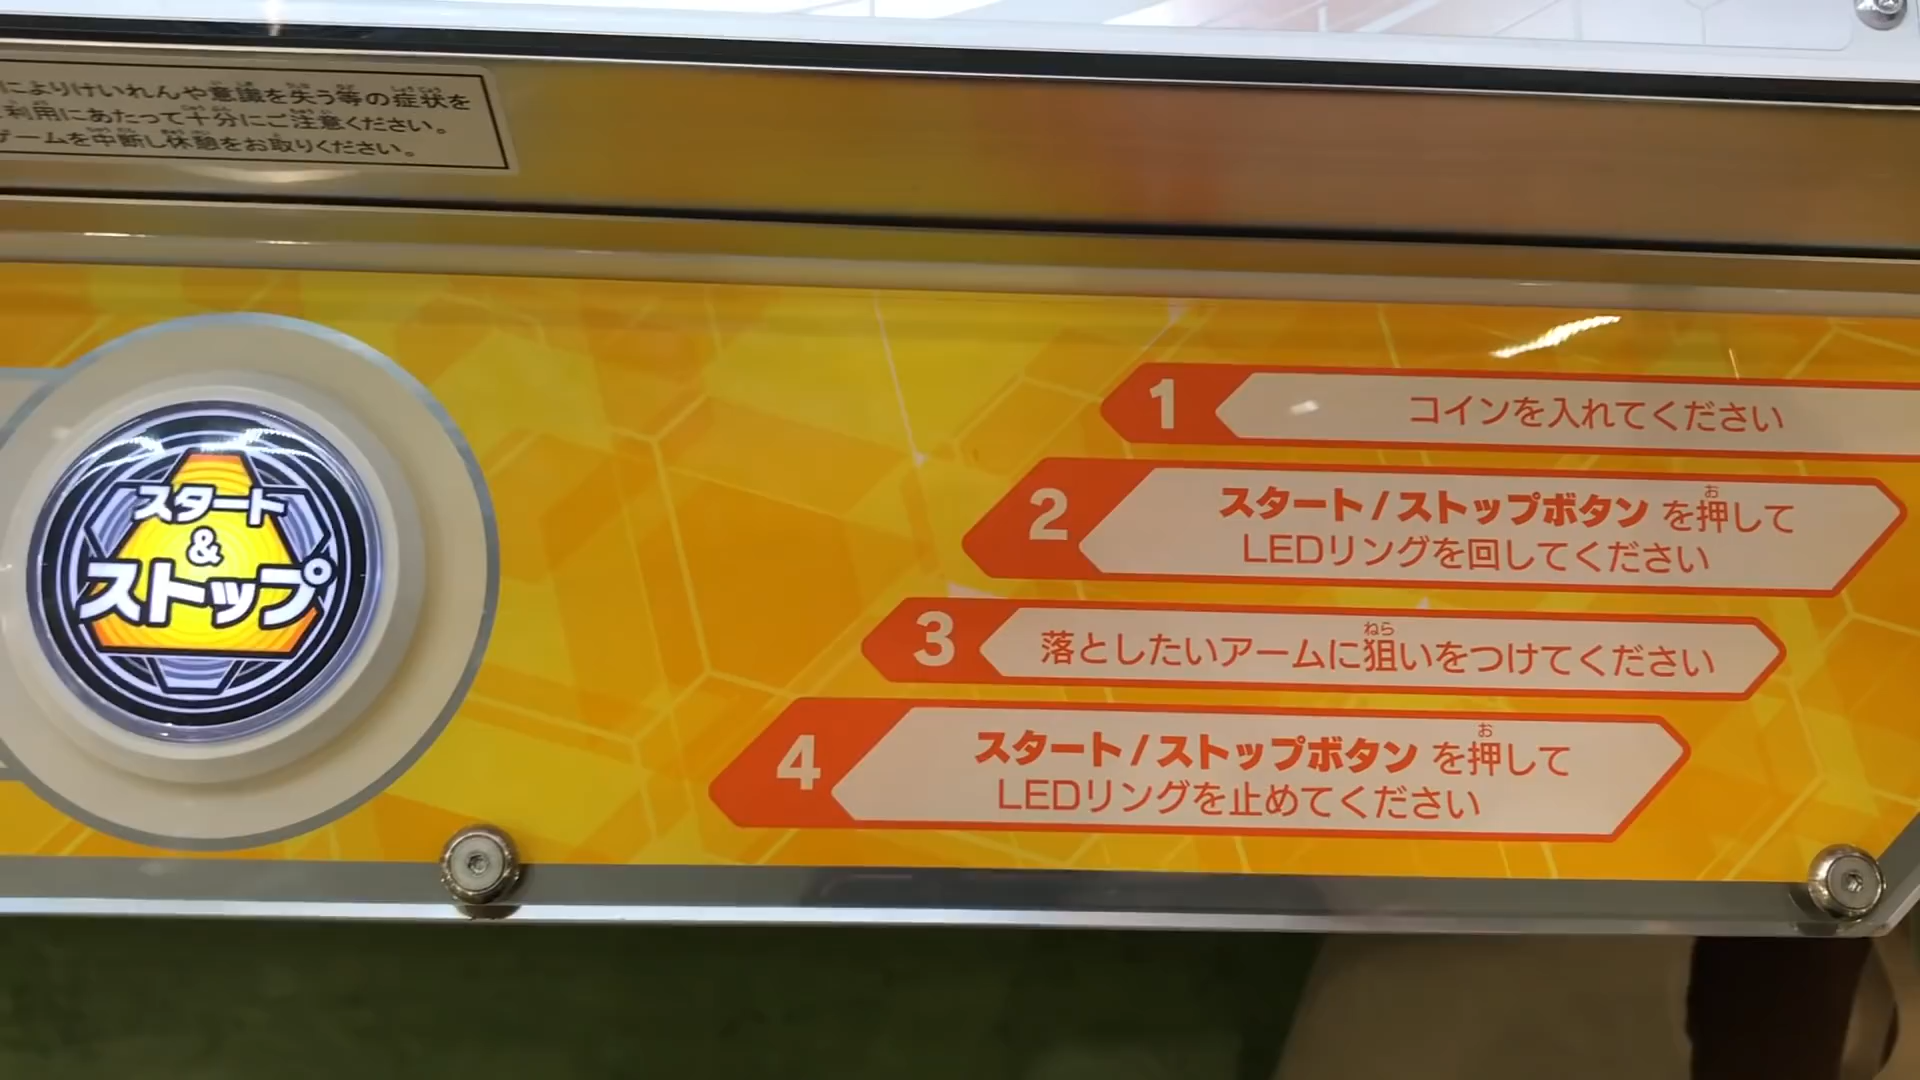 によりけいれんや意識を失う等の症状を
利用にあたって十分にご注意ください。
ゲームを中断し休憩をお取りください。
スタート
&
ストップ
1 コインを入れてください
2 スタート/ストップボタン を押して
LEDリングを回してください
3 落としたいアームに狙いをつけてください
4 スタート/ストップボタン を押して
LEDリングを止めてください